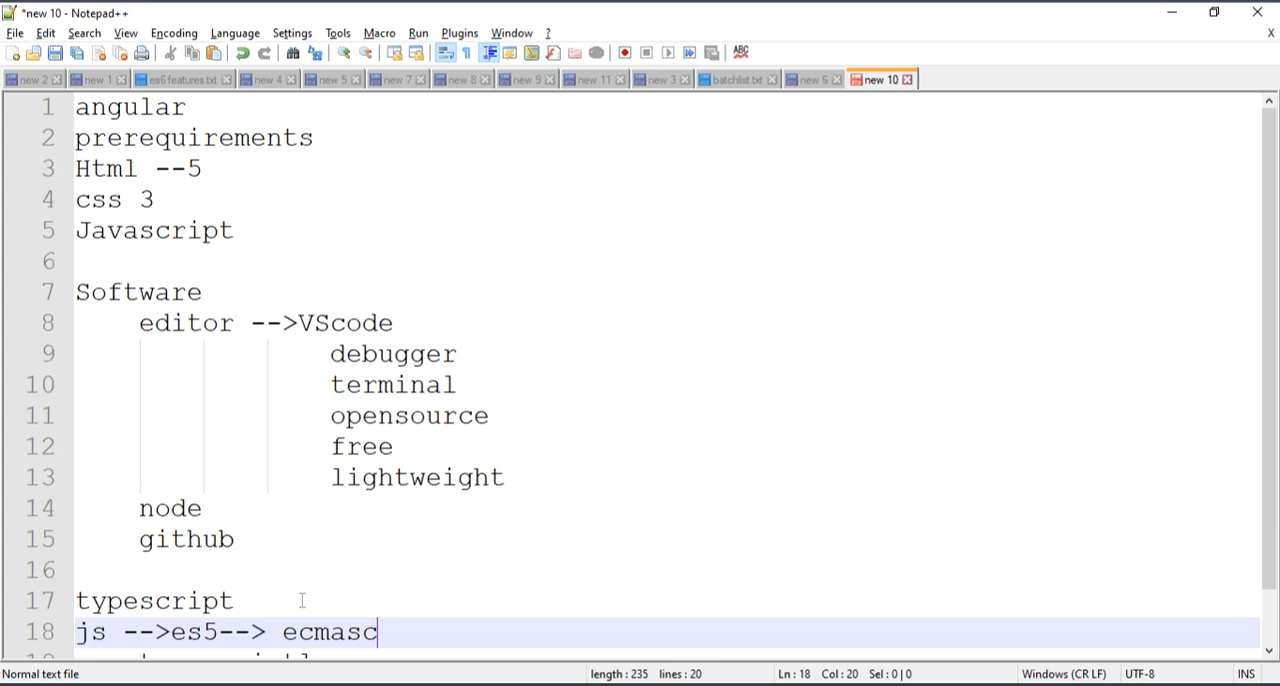 *new 10 - Notepad++
File Edit Search View Encoding Language Settings Tools Macro Run Plugins Window ? X
ABC
new 2 new 1 es6 features.txt new 4 new 5 new 7 new 8 new 9 new 11 new 3 batchlist.txt new 6 new 10
1 angular
2 prerequirements
3 Html --5
4 css 3
5 Javascript
6
7 Software
8 editor -->VScode
9 debugger
10 terminal
11 opensource
12 free
13 lightweight
14 node
15 github
16
17 typescript
18 js -->es5--> ecmasc
Normal text file length : 235 lines : 20 Ln : 18 Col : 20 Sel : 0 | 0 Windows (CR LF) UTF-8 INS